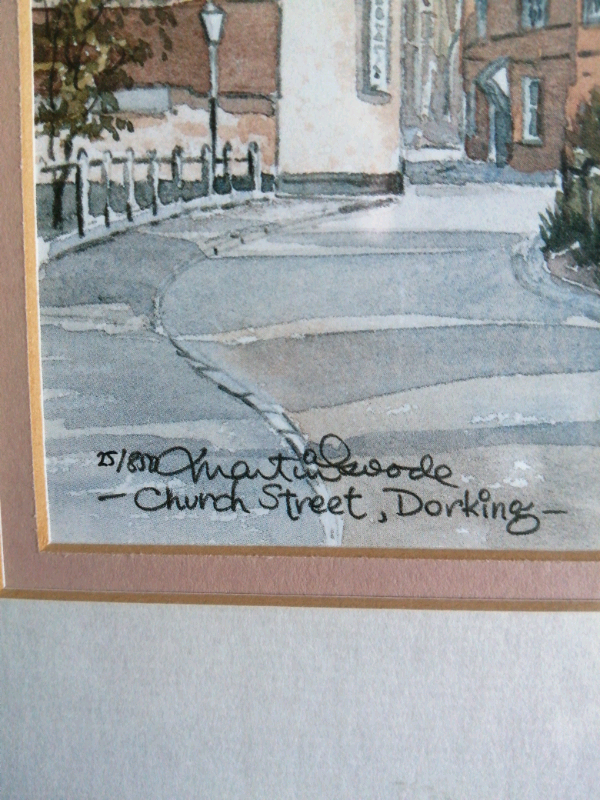 25/850 Martin Goode
— Church Street, Dorking —